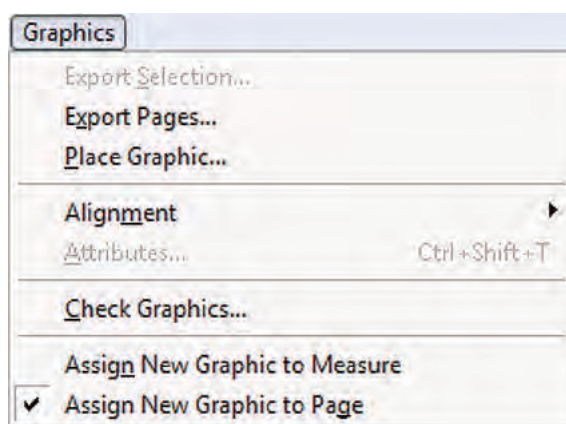 Graphics
Export Selection...
Export Pages...
Place Graphic...
Alignment
Attributes... Ctrl+Shift+T
Check Graphics...
Assign New Graphic to Measure
Assign New Graphic to Page